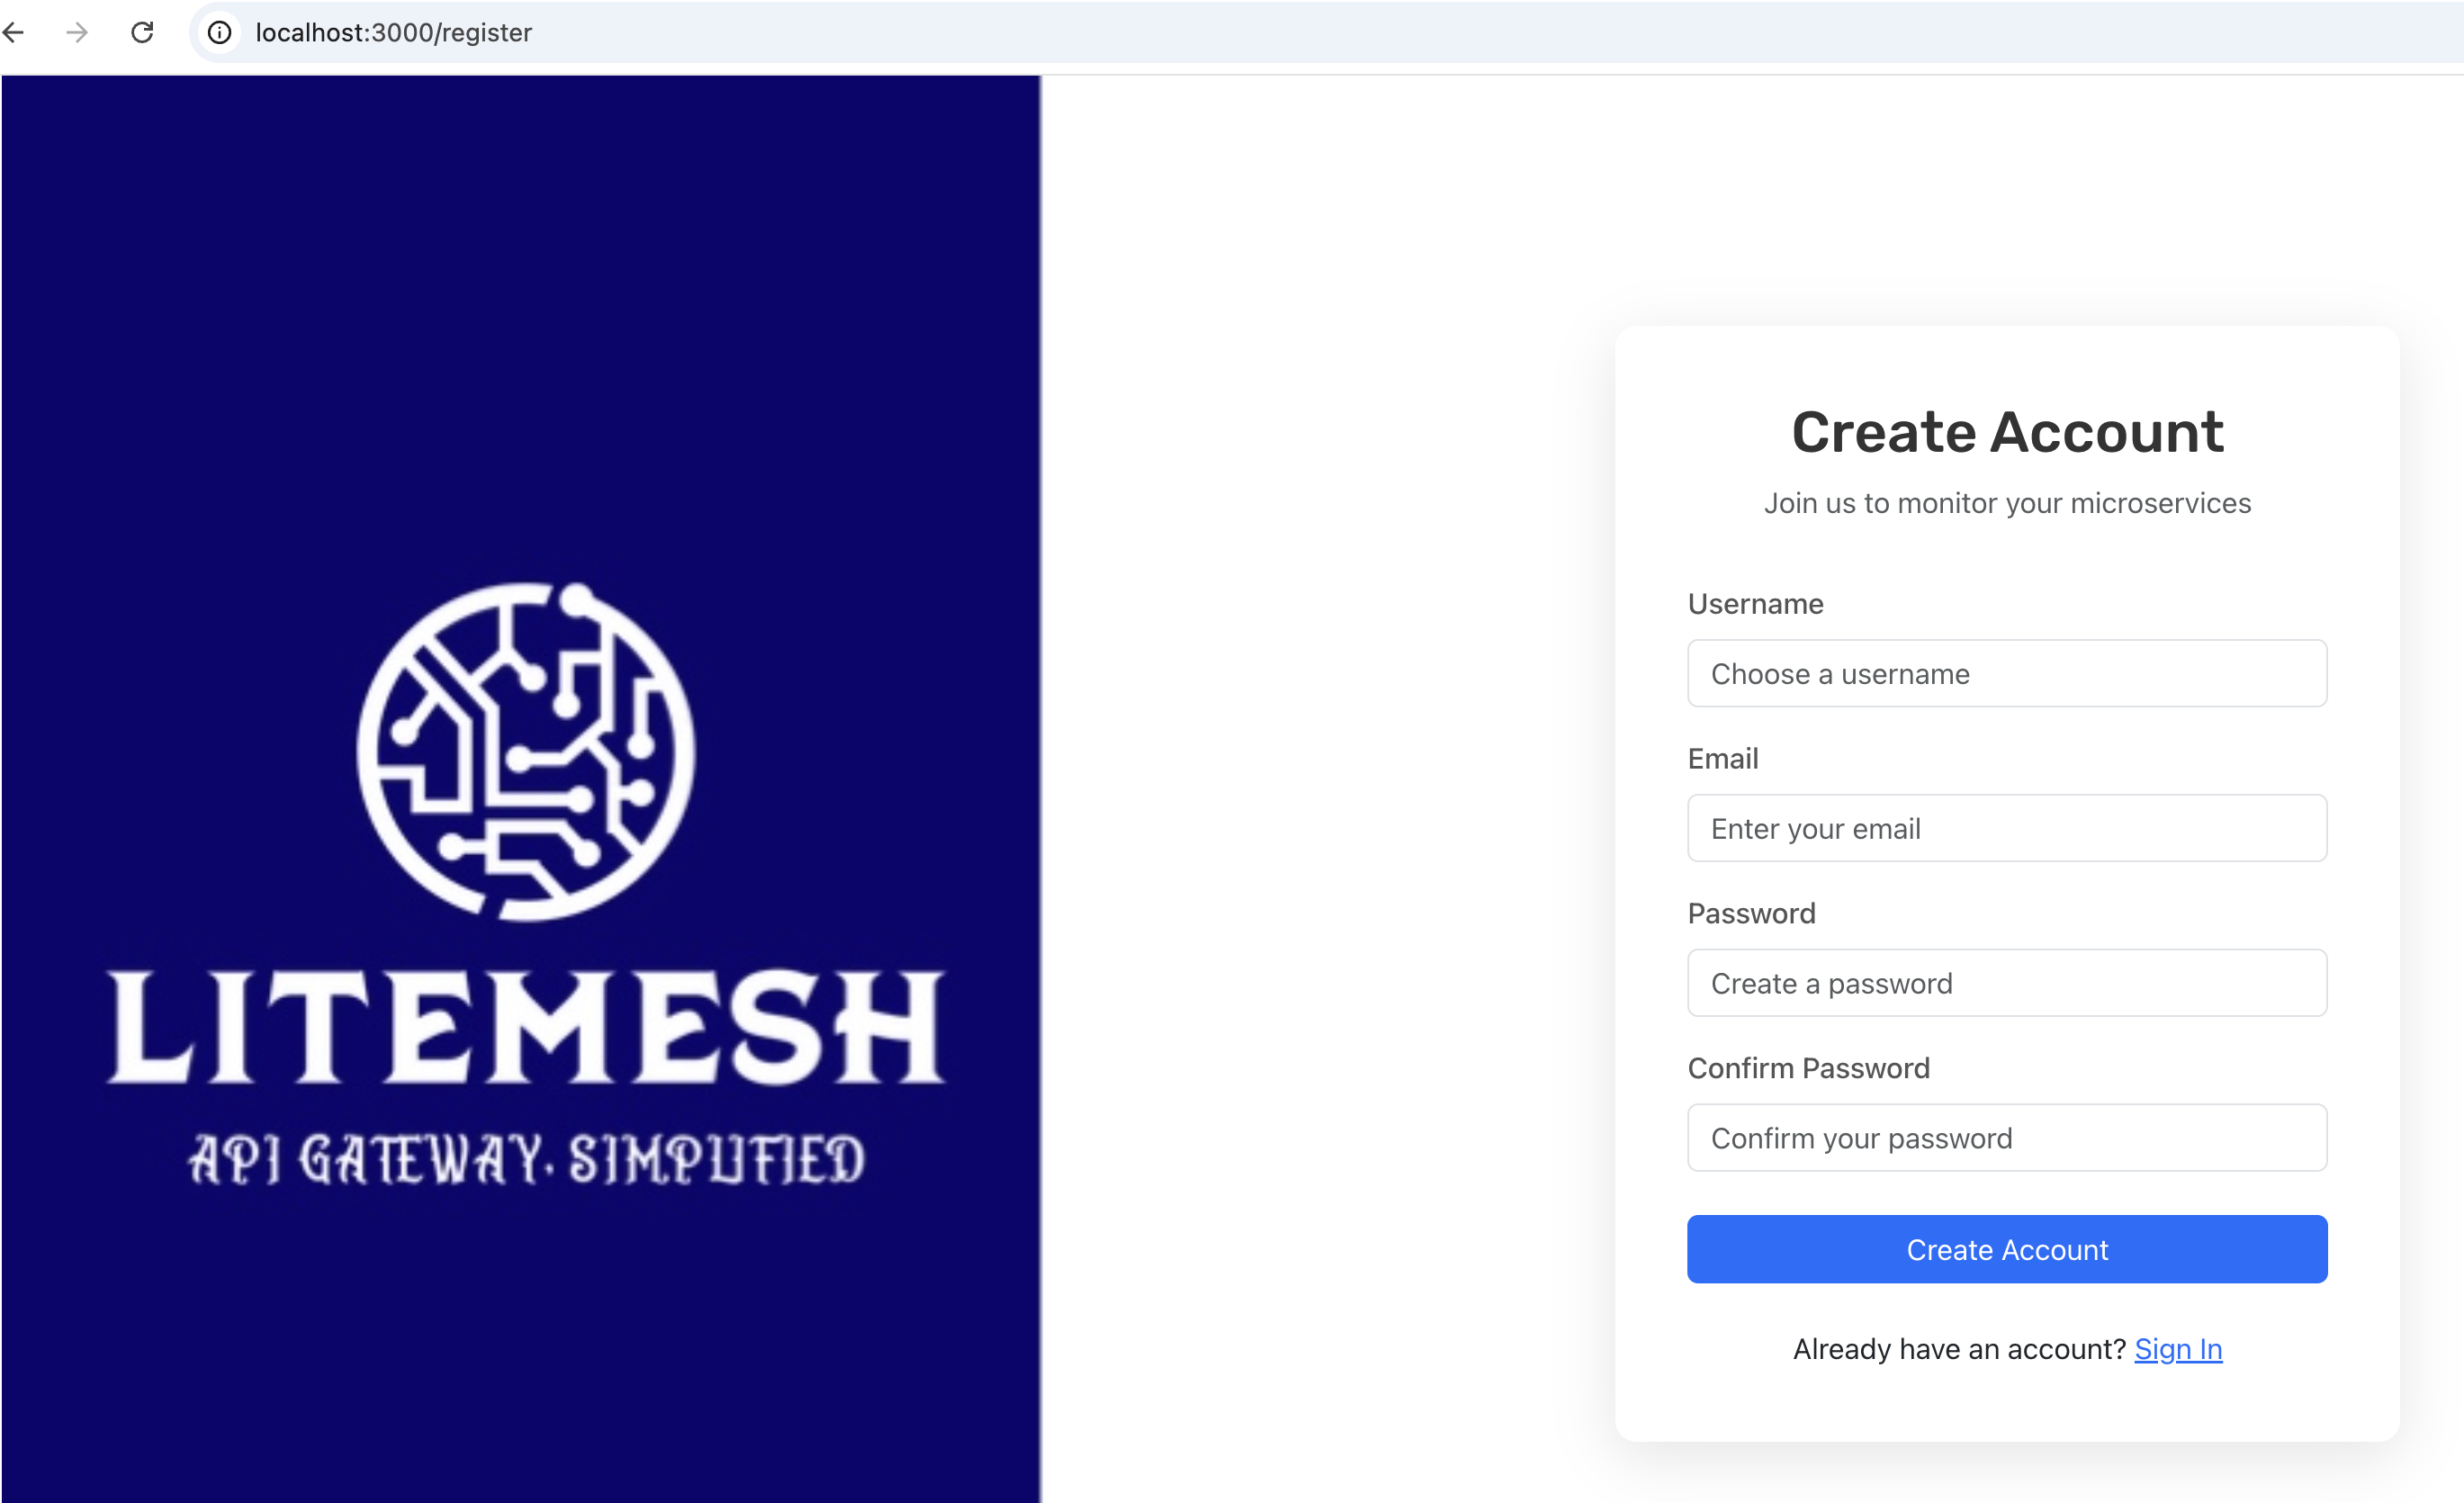 localhost:3000/register
LITEMESH
API GATEWAY, SIMPLIFIED
Create Account
Join us to monitor your microservices
Username
Choose a username
Email
Enter your email
Password
Create a password
Confirm Password
Confirm your password
Create Account
Already have an account? Sign In